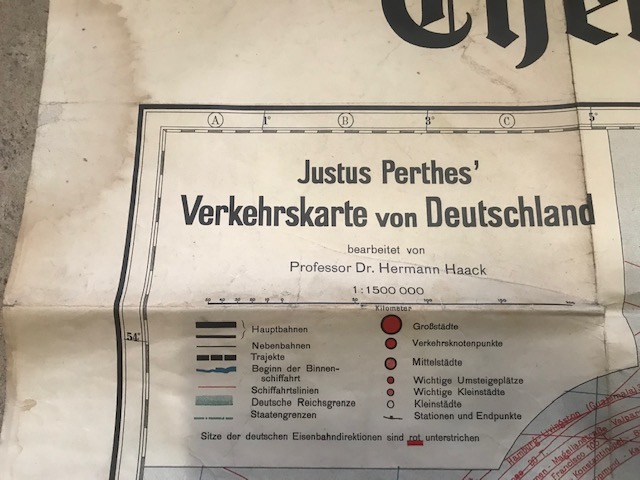 A 1° B 3° C 5°
Justus Perthes'
Verkehrskarte von Deutschland
bearbeitet von
Professor Dr. Hermann Haack
1:1500 000
Kilometer
54°
Hauptbahnen
Nebenbahnen
Trajekte
Beginn der Binnen-
schiffahrt
Schiffahrtslinien
Deutsche Reichsgrenze
Staatengrenzen
Großstädte
Verkehrsknotenpunkte
Mittelstädte
Wichtige Umsteigeplätze
Wichtige Kleinstädte
Kleinstädte
Stationen und Endpunkte
Sitze der deutschen Eisenbahndirektionen sind rot unterstrichen